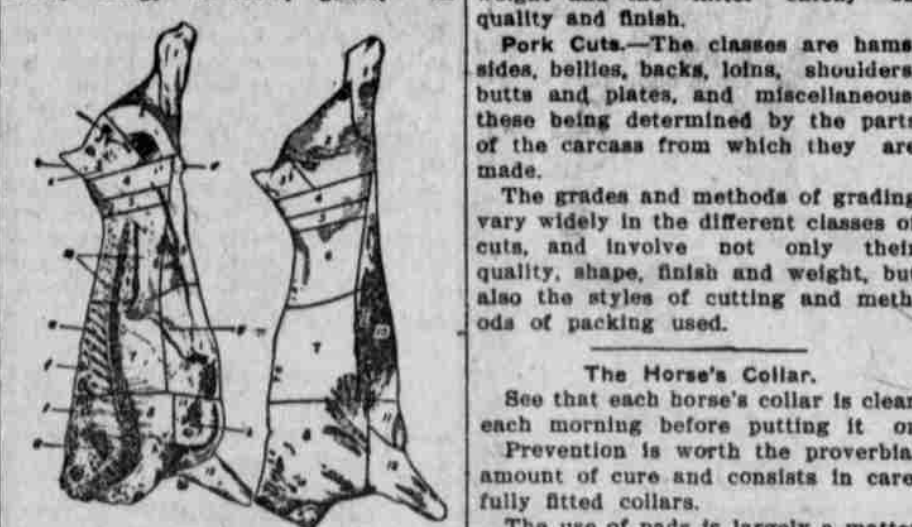 quality and finish.
Pork Cuts.—The classes are hams
sides, bellies, backs, loins, shoulders
butts and plates, and miscellaneous
these being determined by the parts
of the carcass from which they are
made.
The grades and methods of grading
vary widely in the different classes of
cuts, and involve not only their
quality, shape, finish and weight, but
also the styles of cutting and meth
ods of packing used.
The Horse's Collar.
See that each horse's collar is clean
each morning before putting it on
Prevention is worth the proverbia
amount of cure and consists in care
fully fitted collars.